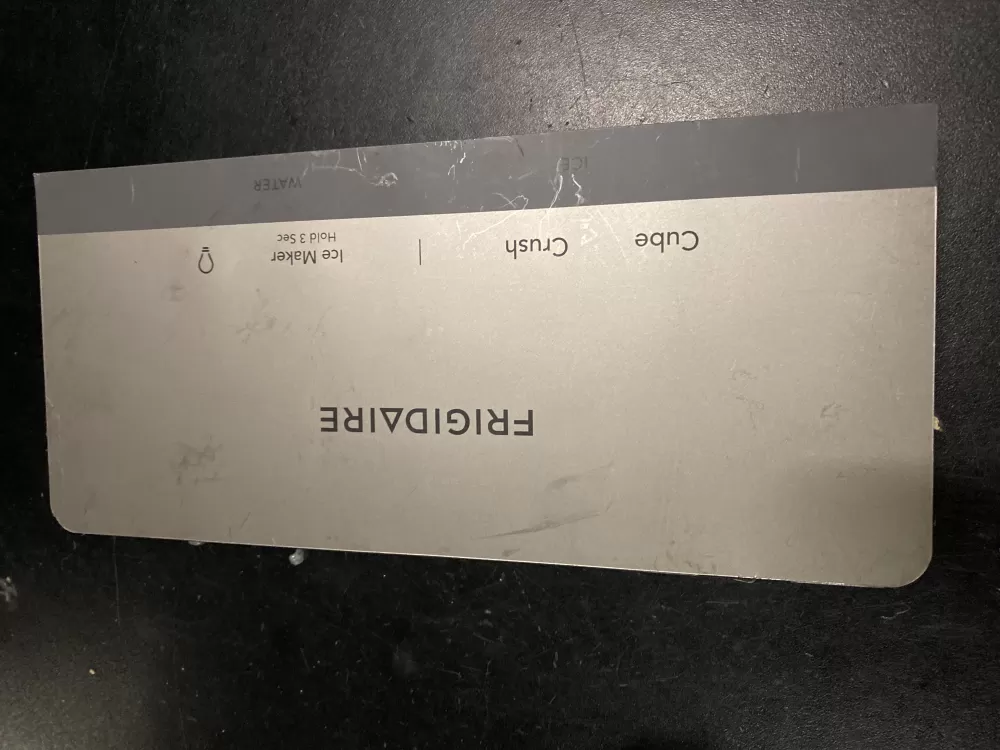 FRIGIDAIRE
Cube
Crush
|
Ice Maker
Hold 3 Sec
ICE
WATER